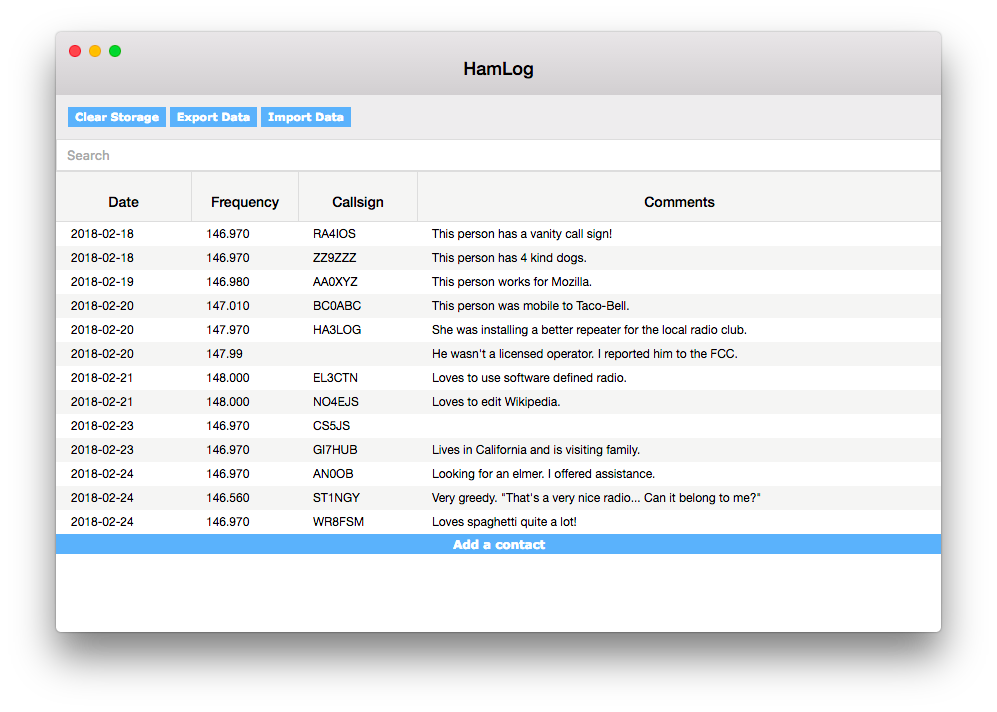 HamLog
Clear Storage Export Data Import Data
Search
Date Frequency Callsign Comments
2018-02-18 146.970 RA4IOS This person has a vanity call sign!
2018-02-18 146.970 ZZ9ZZZ This person has 4 kind dogs.
2018-02-19 146.980 AA0XYZ This person works for Mozilla.
2018-02-20 147.010 BC0ABC This person was mobile to Taco-Bell.
2018-02-20 147.970 HA3LOG She was installing a better repeater for the local radio club.
2018-02-20 147.99 He wasn't a licensed operator. I reported him to the FCC.
2018-02-21 148.000 EL3CTN Loves to use software defined radio.
2018-02-21 148.000 NO4EJS Loves to edit Wikipedia.
2018-02-23 146.970 CS5JS
2018-02-23 146.970 GI7HUB Lives in California and is visiting family.
2018-02-24 146.970 AN0OB Looking for an elmer. I offered assistance.
2018-02-24 146.560 ST1NGY Very greedy. "That's a very nice radio... Can it belong to me?"
2018-02-24 146.970 WR8FSM Loves spaghetti quite a lot!
Add a contact